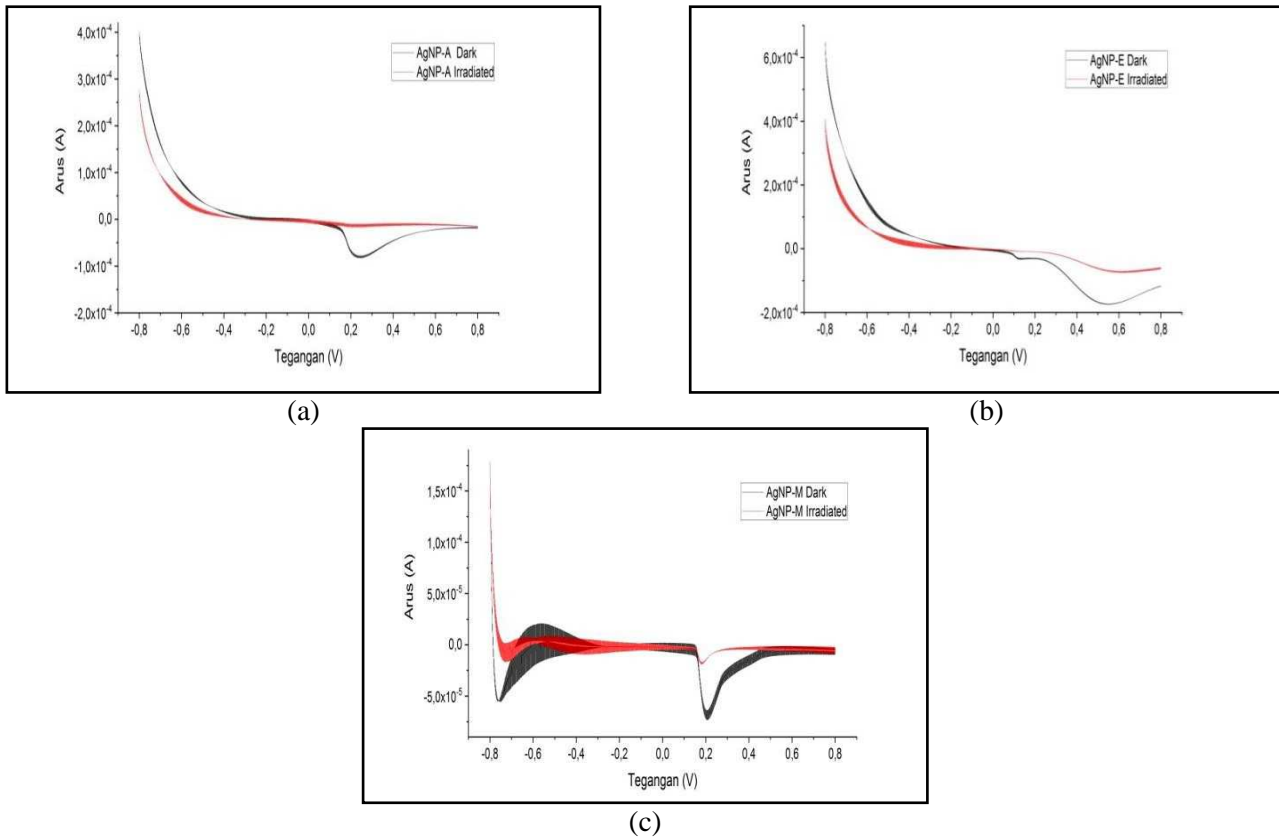 4,0x10⁻⁴
3,0x10⁻⁴
2,0x10⁻⁴
1,0x10⁻⁴
0,0
-1,0x10⁻⁴
-2,0x10⁻⁴
Arus (A)
AgNP-A Dark
AgNP-A Irradiated
-0,8 -0,6 -0,4 -0,2 0,0 0,2 0,4 0,6 0,8
Tegangan (V)
(a)
6,0x10⁻⁴
4,0x10⁻⁴
2,0x10⁻⁴
0,0
-2,0x10⁻⁴
Arus (A)
AgNP-E Dark
AgNP-E Irradiated
-0,8 -0,6 -0,4 -0,2 0,0 0,2 0,4 0,6 0,8
Tegangan (V)
(b)
1,5x10⁻⁴
1,0x10⁻⁴
5,0x10⁻⁵
0,0
-5,0x10⁻⁵
Arus (A)
AgNP-M Dark
AgNP-M Irradiated
-0,8 -0,6 -0,4 -0,2 0,0 0,2 0,4 0,6 0,8
Tegangan (V)
(c)